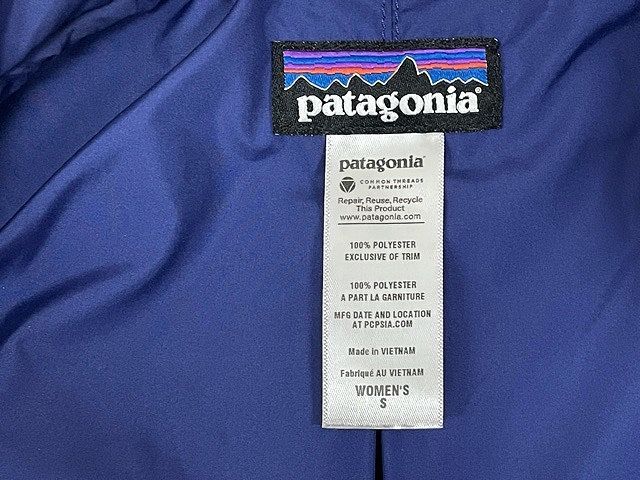 patagonia®
patagonia®
COMMON THREADS
PARTNERSHIP
Repair, Reuse, Recycle
This Product
www.patagonia.com
100% POLYESTER
EXCLUSIVE OF TRIM
100% POLYESTER
A PART LA GARNITURE
MFG DATE AND LOCATION
AT PCPSIA.COM
Made in VIETNAM
Fabriqué AU VIETNAM
WOMEN'S
S